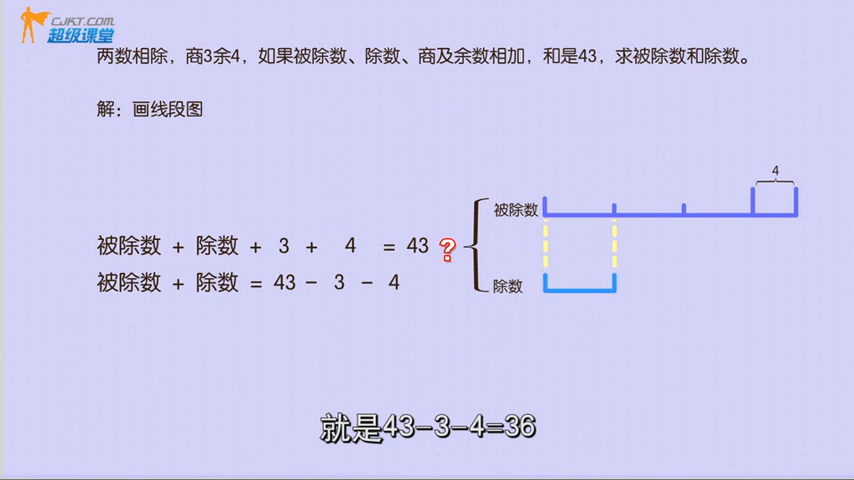 CJKT.COM
超级课堂
两数相除，商3余4，如果被除数、除数、商及余数相加，和是43，求被除数和除数。
解：画线段图
4
被除数
被除数 + 除数 + 3 + 4 = 43 ?
被除数 + 除数 = 43 - 3 - 4
除数
就是43-3-4=36